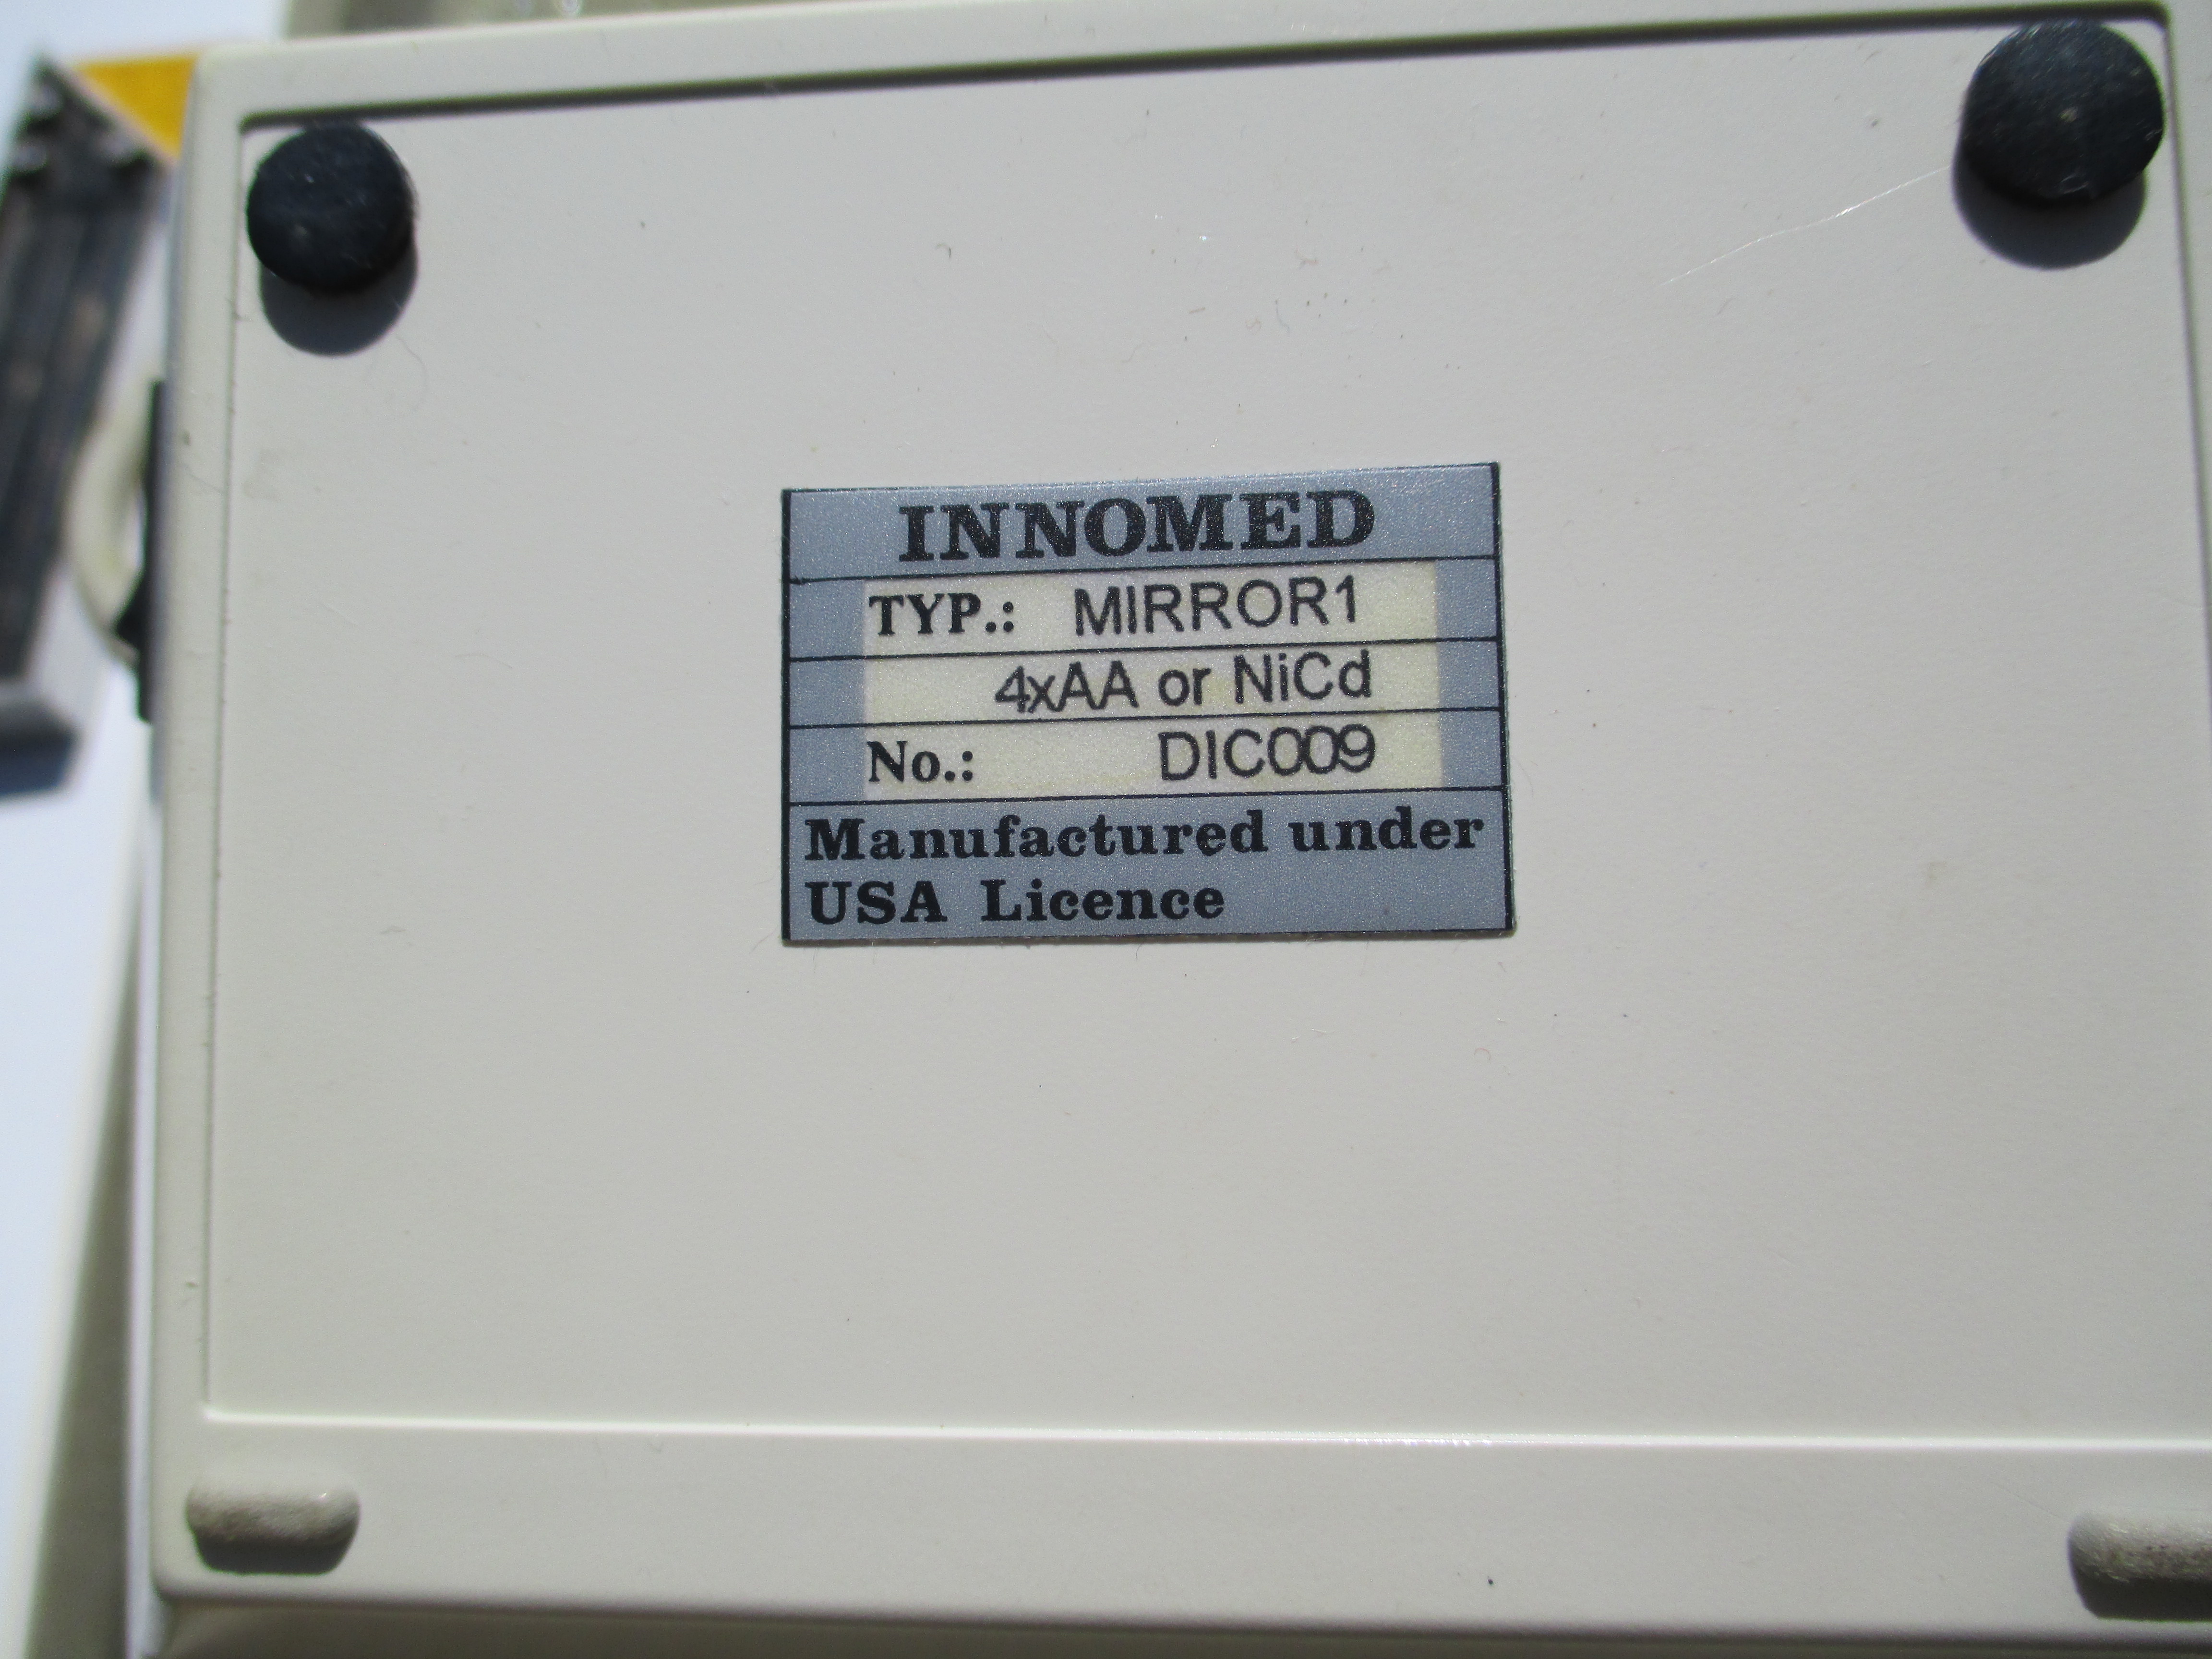 INNOMED
TYP.: MIRROR1
4xAA or NiCd
No.: DIC009
Manufactured under
USA Licence